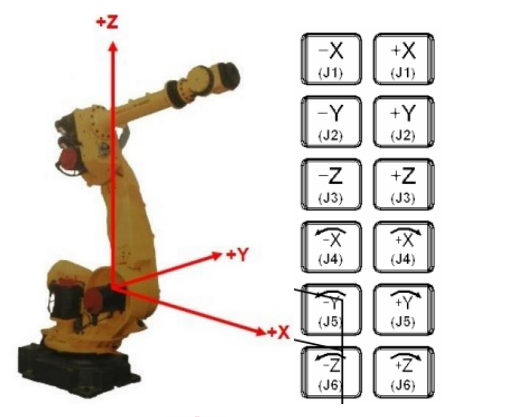 +Z
+Y
+X
-X +X
(J1) (J1)
-Y +Y
(J2) (J2)
-Z +Z
(J3) (J3)
-X +X
(J4) (J4)
-Y +Y
(J5) (J5)
-Z +Z
(J6) (J6)